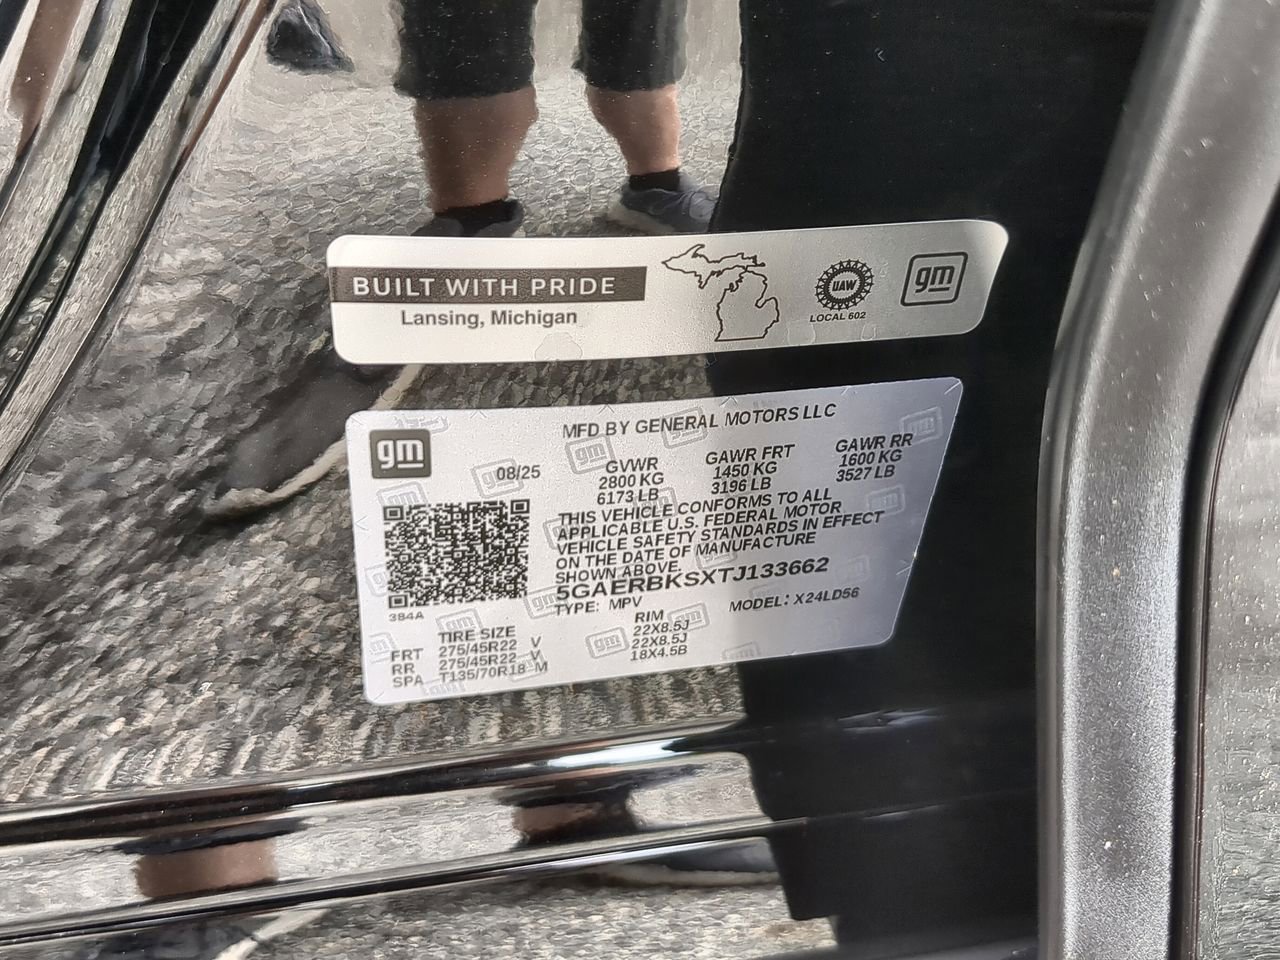 BUILT WITH PRIDE
Lansing, Michigan
UAW
LOCAL 602
gm
MFD BY GENERAL MOTORS LLC
gm
08/25
GVWR
2800 KG
6173 LB
GAWR FRT
1450 KG
3196 LB
GAWR RR
1600 KG
3527 LB
THIS VEHICLE CONFORMS TO ALL
APPLICABLE U.S. FEDERAL MOTOR
VEHICLE SAFETY STANDARDS IN EFFECT
ON THE DATE OF MANUFACTURE
SHOWN ABOVE.
5GAERBKSXTJ133662
TYPE: MPV MODEL: X24LD56
384A
TIRE SIZE RIM
FRT 275/45R22 V 22X8.5J
RR 275/45R22 V 22X8.5J
SPA T135/70R18 M 18X4.5B